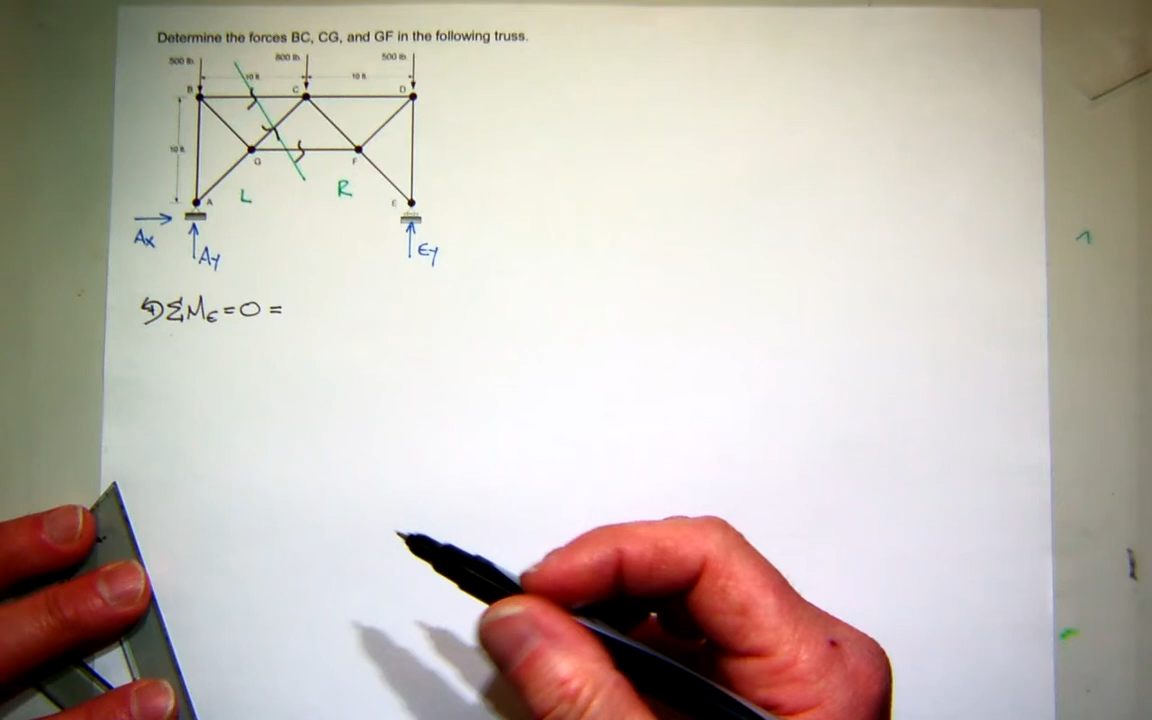 Determine the forces BC, CG, and GF in the following truss.
500 lb. 800 lb. 500 lb.
10 ft. 10 ft.
B C D
10 ft.
G F
A L R E
Ax Ay Ey
ΣM_E = 0 =